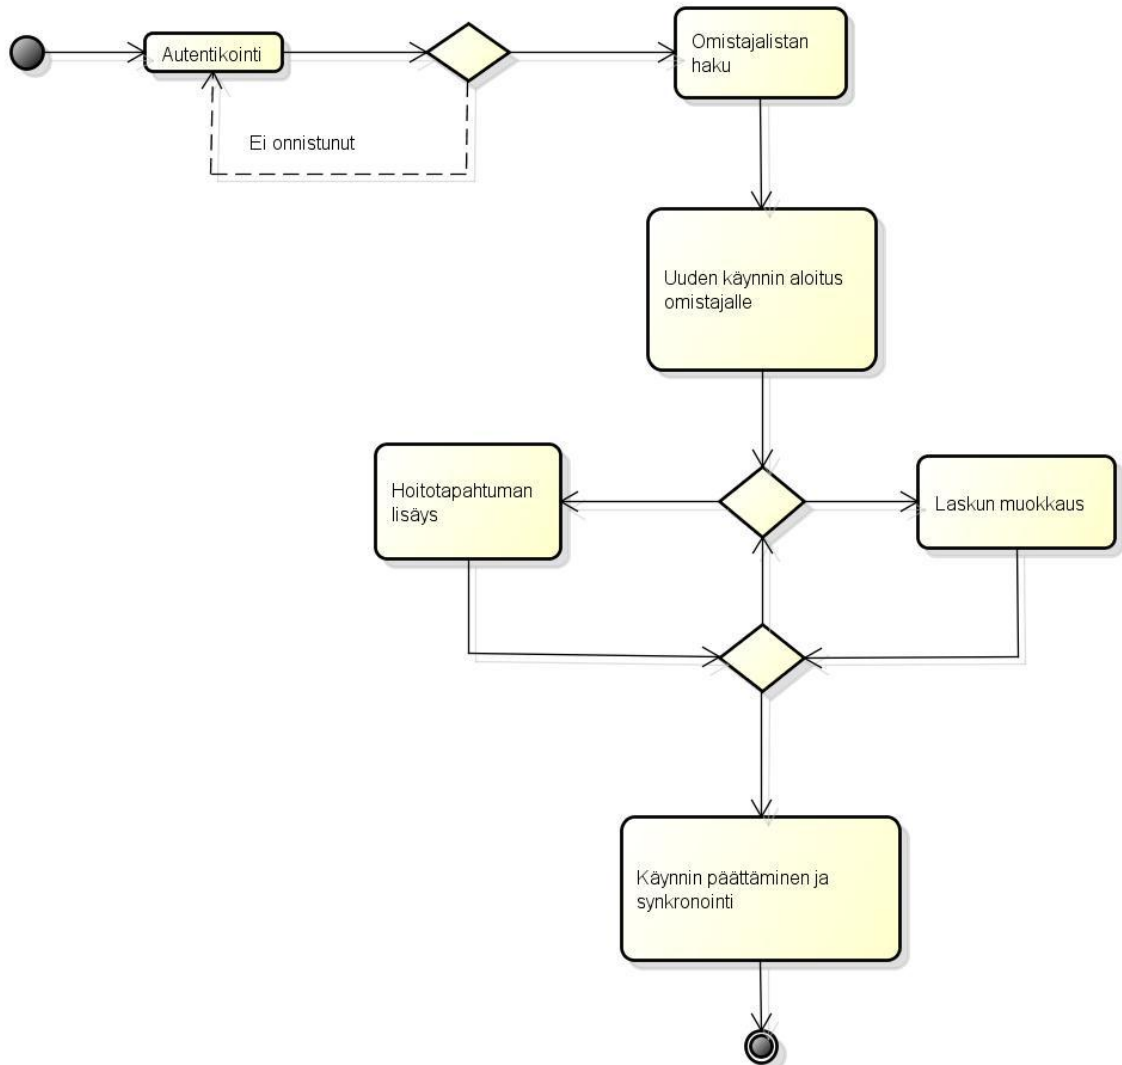 Autentikointi
Omistajalistan
haku
Ei onnistunut
Uuden käynnin aloitus
omistajalle
Hoitotapahtuman
lisäys
Laskun muokkaus
Käynnin päättäminen ja
synkronointi